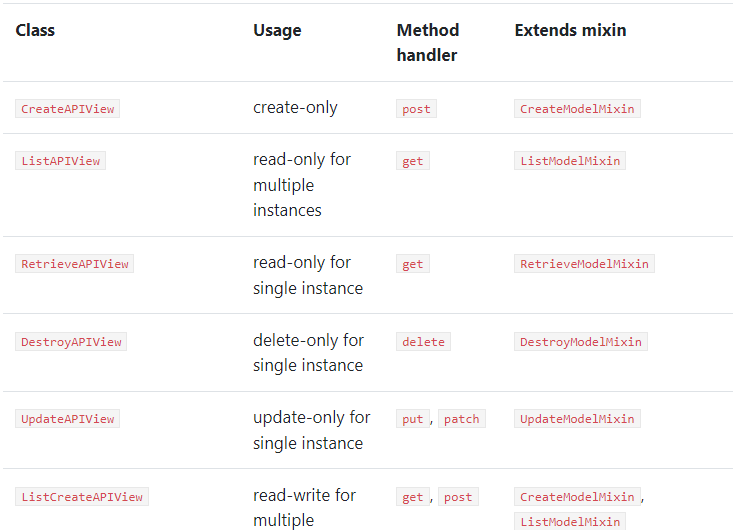 Class Usage Method handler Extends mixin
CreateAPIView create-only post CreateModelMixin
ListAPIView read-only for multiple instances get ListModelMixin
RetrieveAPIView read-only for single instance get RetrieveModelMixin
DestroyAPIView delete-only for single instance delete DestroyModelMixin
UpdateAPIView update-only for single instance put, patch UpdateModelMixin
ListCreateAPIView read-write for multiple get, post CreateModelMixin, ListModelMixin